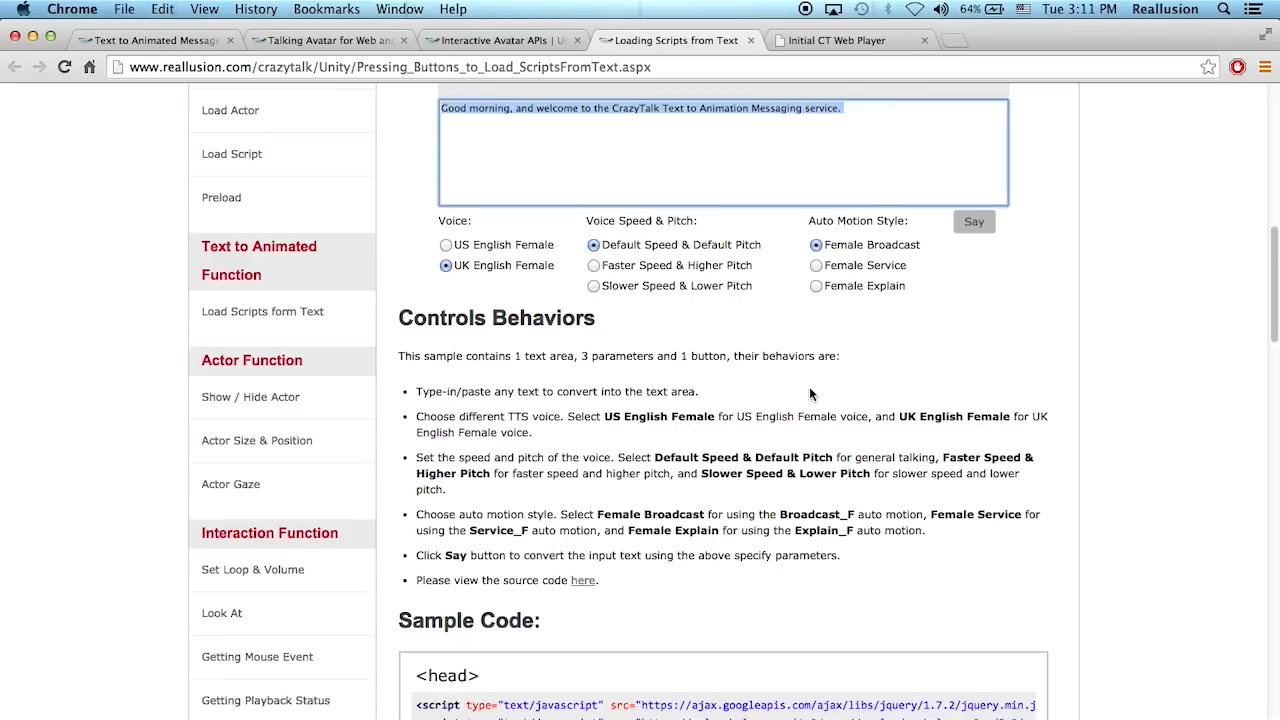 Chrome File Edit View History Bookmarks Window Help 64% Tue 3:11 PM Reallusion
Text to Animated Messag
Talking Avatar for Web an
Interactive Avatar APIs | U
Loading Scripts from Text
Initial CT Web Player
www.reallusion.com/crazytalk/Unity/Pressing_Buttons_to_Load_ScriptsFromText.aspx
Load Actor
Load Script
Preload
Text to Animated
Function
Load Scripts form Text
Actor Function
Show / Hide Actor
Actor Size & Position
Actor Gaze
Interaction Function
Set Loop & Volume
Look At
Getting Mouse Event
Getting Playback Status
Good morning, and welcome to the CrazyTalk Text to Animation Messaging service.
Voice: Voice Speed & Pitch: Auto Motion Style: Say
US English Female Default Speed & Default Pitch Female Broadcast
UK English Female Faster Speed & Higher Pitch Female Service
Slower Speed & Lower Pitch Female Explain
Controls Behaviors
This sample contains 1 text area, 3 parameters and 1 button, their behaviors are:
• Type-in/paste any text to convert into the text area.
• Choose different TTS voice. Select US English Female for US English Female voice, and UK English Female for UK
English Female voice.
• Set the speed and pitch of the voice. Select Default Speed & Default Pitch for general talking, Faster Speed &
Higher Pitch for faster speed and higher pitch, and Slower Speed & Lower Pitch for slower speed and lower
pitch.
• Choose auto motion style. Select Female Broadcast for using the Broadcast_F auto motion, Female Service for
using the Service_F auto motion, and Female Explain for using the Explain_F auto motion.
• Click Say button to convert the input text using the above specify parameters.
• Please view the source code here.
Sample Code:
<head>
<script type="text/javascript" src="https://ajax.googleapis.com/ajax/libs/jquery/1.7.2/jquery.min.j